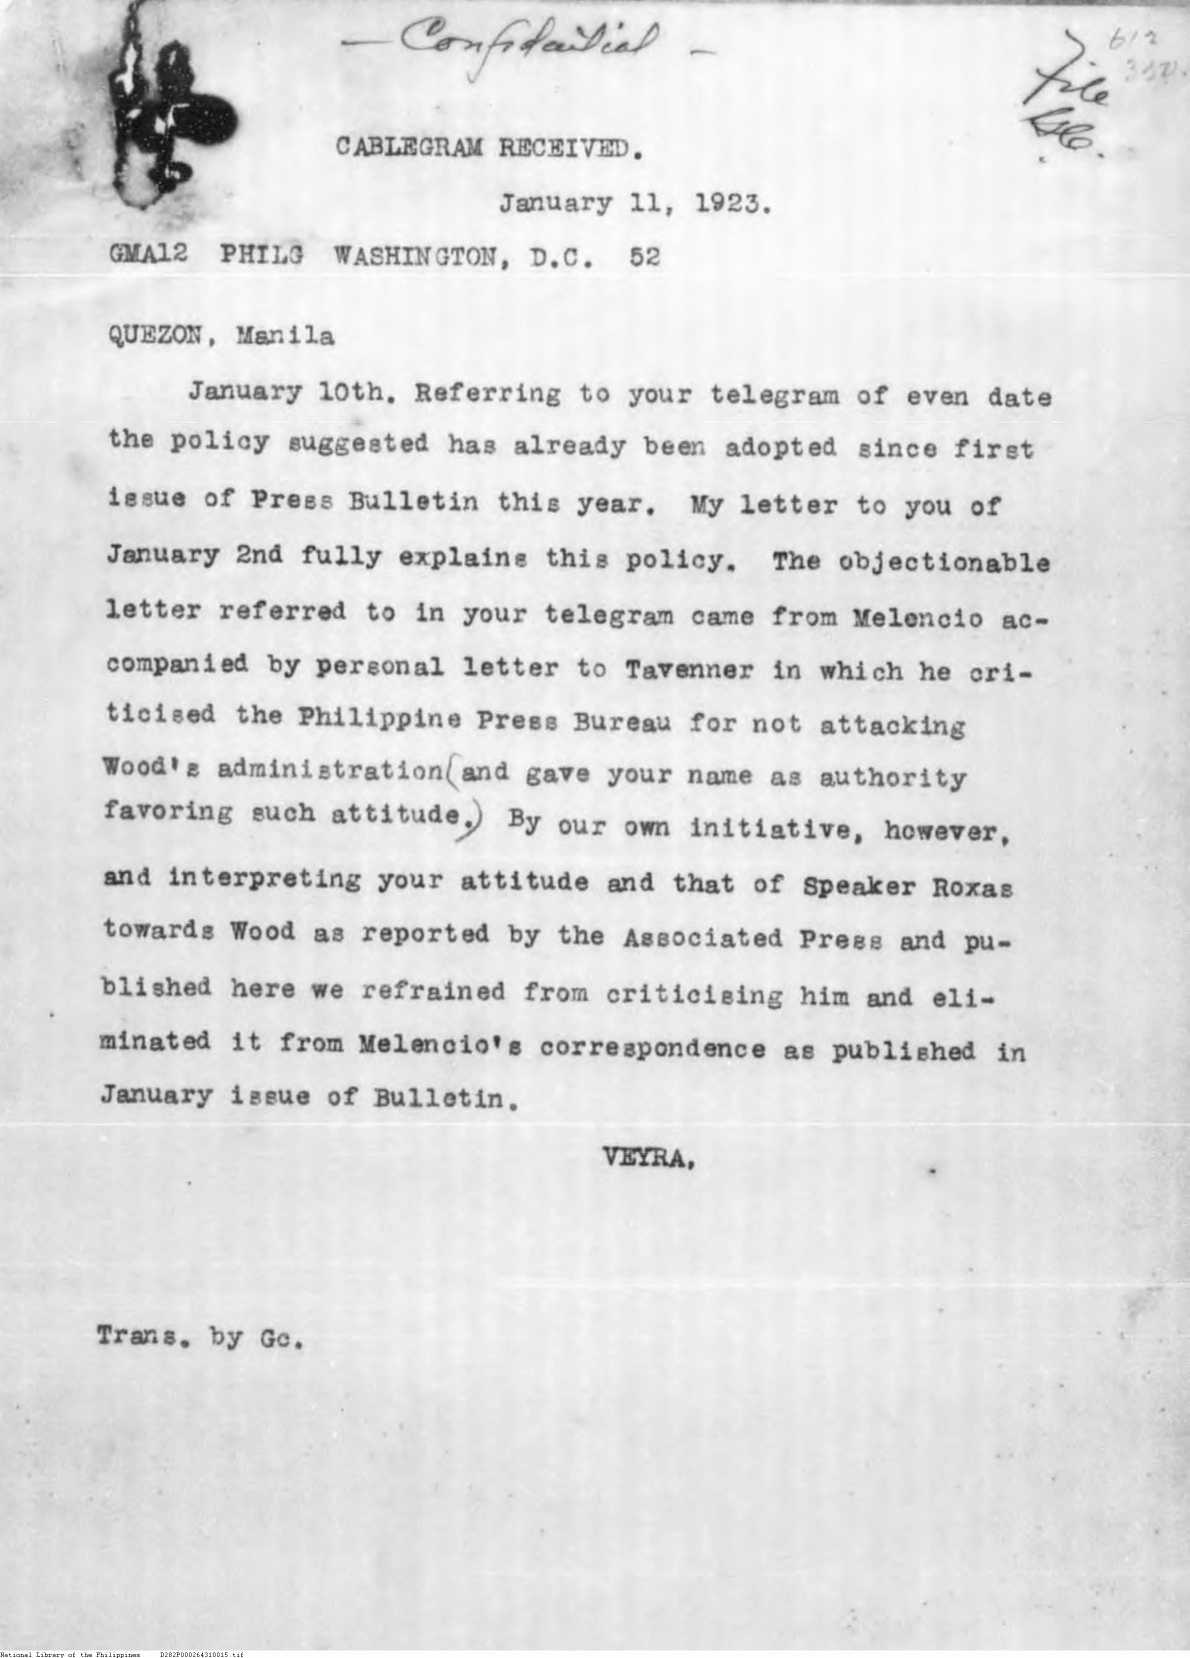 — Confidential —
612
File
CABLEGRAM RECEIVED.
January 11, 1923.
GMA12 PHILG WASHINGTON, D.C. 52
QUEZON, Manila
January 10th. Referring to your telegram of even date
the policy suggested has already been adopted since first
issue of Press Bulletin this year. My letter to you of
January 2nd fully explains this policy. The objectionable
letter referred to in your telegram came from Melencio ac-
companied by personal letter to Tavenner in which he cri-
ticised the Philippine Press Bureau for not attacking
Wood's administration(and gave your name as authority
favoring such attitude.) By our own initiative, however,
and interpreting your attitude and that of Speaker Roxas
towards Wood as reported by the Associated Press and pu-
blished here we refrained from criticising him and eli-
minated it from Melencio's correspondence as published in
January issue of Bulletin.
VEYRA,
Trans. by Gc.
National Library of the Philippines D282P000264310015.tif